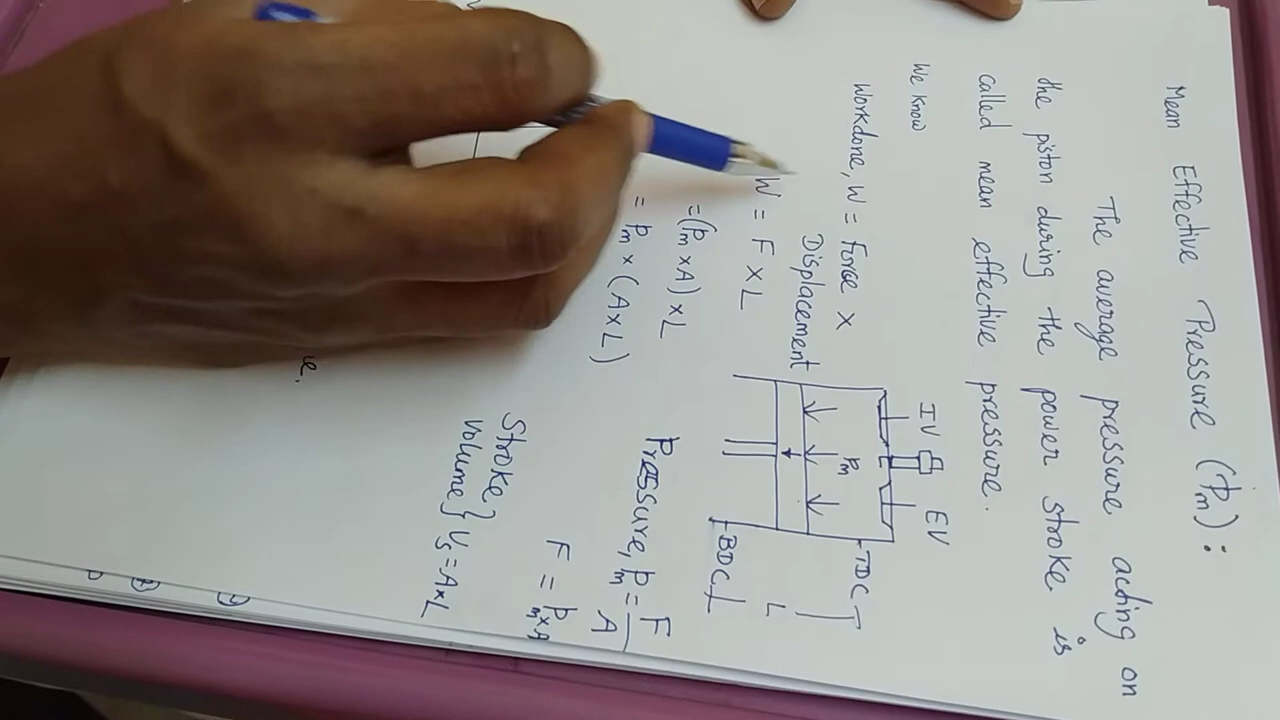 Mean Effective Pressure (Pm):
The average pressure acting on
the piston during the power stroke is
called mean effective pressure.
We Know
Workdone, W = Force X
Displacement
W = F X L
= (Pm X A) X L
= Pm X (A X L)
IV EV
Pm
TDC
L
BDC
Pressure, Pm = F/A
F = Pm X A
Stroke }
Volume } Vs = A X L